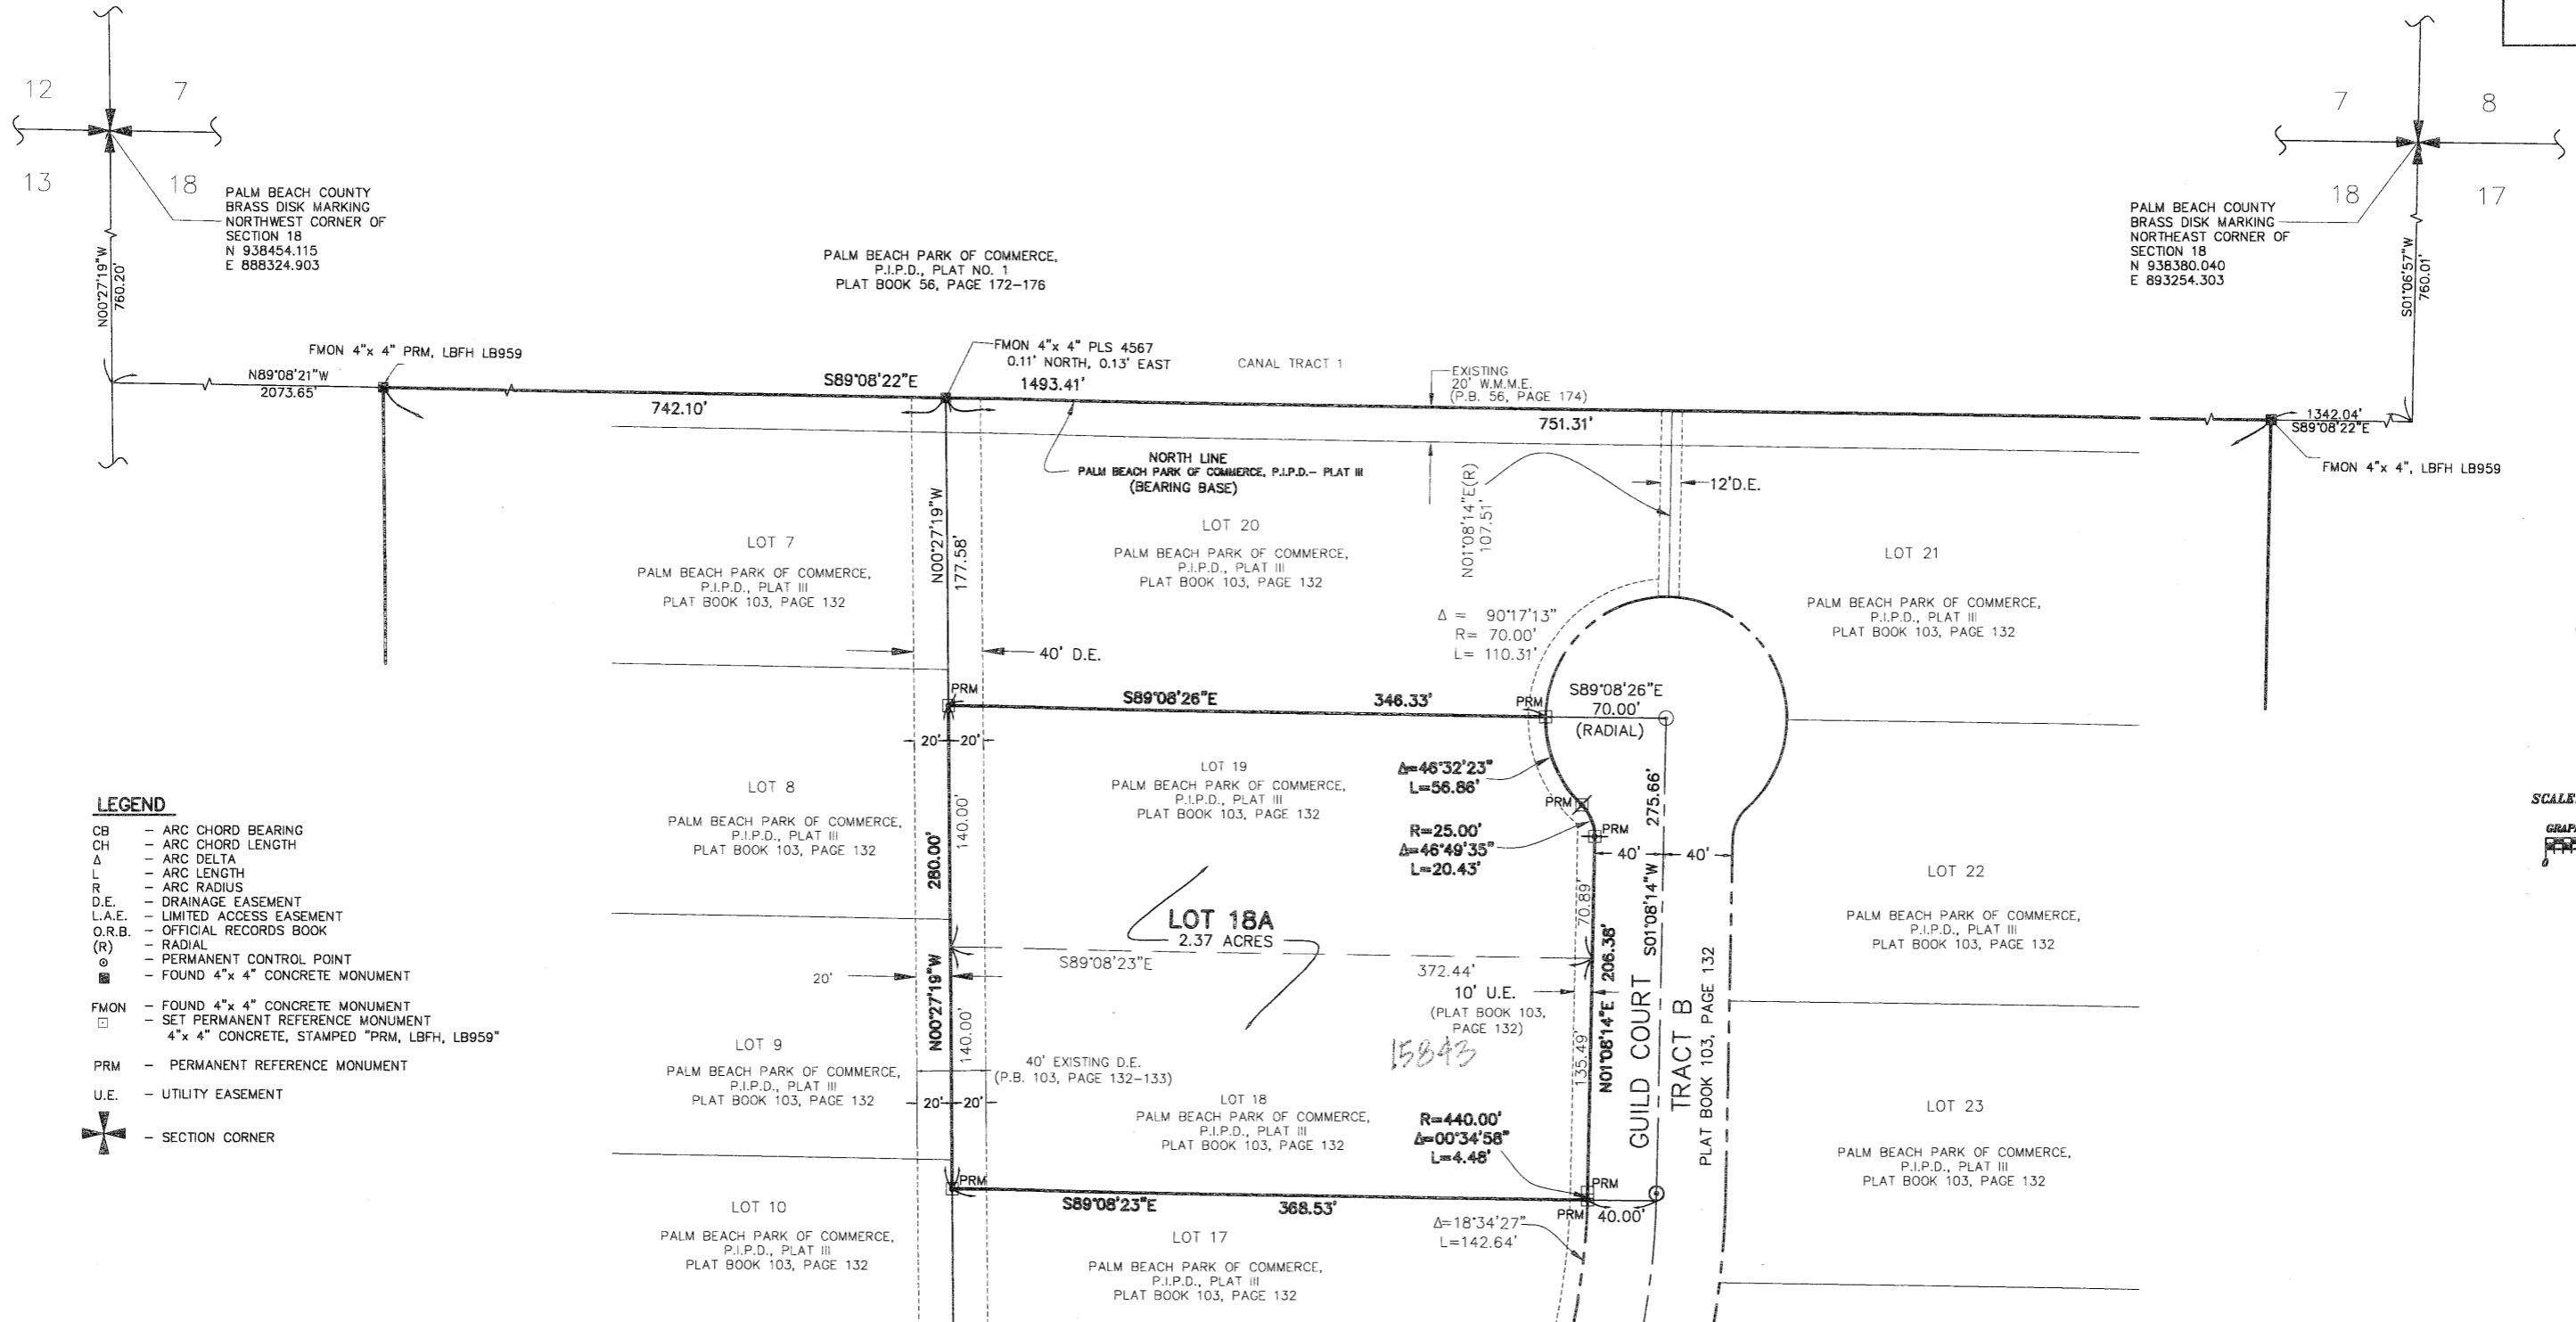 12
7
13
18
PALM BEACH COUNTY
BRASS DISK MARKING
NORTHWEST CORNER OF
SECTION 18
N 938454.115
E 888324.903
N00°27'19"W
760.20'
7
8
18
17
PALM BEACH COUNTY
BRASS DISK MARKING
NORTHEAST CORNER OF
SECTION 18
N 938380.040
E 893254.303
S01°06'57"W
760.01'
PALM BEACH PARK OF COMMERCE,
P.I.P.D., PLAT NO. 1
PLAT BOOK 56, PAGE 172-176
FMON 4"x 4" PRM, LBFH LB959
N89°08'21"W
2073.65'
S89°08'22"E
742.10'
FMON 4"x 4" PLS 4567
0.11' NORTH, 0.13' EAST
1493.41'
CANAL TRACT 1
EXISTING
20' W.M.M.E.
(P.B. 56, PAGE 174)
751.31'
1342.04'
S89°08'22"E
FMON 4"x 4", LBFH LB959
NORTH LINE
PALM BEACH PARK OF COMMERCE, P.I.P.D.- PLAT III
(BEARING BASE)
N00°27'19"W
177.58'
N01°08'14"E(R)
107.51'
12'D.E.
LOT 7
PALM BEACH PARK OF COMMERCE,
P.I.P.D., PLAT III
PLAT BOOK 103, PAGE 132
LOT 20
PALM BEACH PARK OF COMMERCE,
P.I.P.D., PLAT III
PLAT BOOK 103, PAGE 132
LOT 21
PALM BEACH PARK OF COMMERCE,
P.I.P.D., PLAT III
PLAT BOOK 103, PAGE 132
Δ = 90°17'13"
R= 70.00'
L= 110.31'
40' D.E.
PRM
S89°08'26"E
346.33'
PRM
S89°08'26"E
70.00'
(RADIAL)
20'
20'
LOT 8
PALM BEACH PARK OF COMMERCE,
P.I.P.D., PLAT III
PLAT BOOK 103, PAGE 132
280.00'
140.00'
LOT 19
PALM BEACH PARK OF COMMERCE,
P.I.P.D., PLAT III
PLAT BOOK 103, PAGE 132
Δ=46°32'23"
L=56.86'
PRM
R=25.00'
Δ=46°49'35"
L=20.43'
PRM
275.66'
S01°08'14"W
40'
40'
70.89'
LOT 22
PALM BEACH PARK OF COMMERCE,
P.I.P.D., PLAT III
PLAT BOOK 103, PAGE 132
LEGEND
CB - ARC CHORD BEARING
CH - ARC CHORD LENGTH
Δ - ARC DELTA
L - ARC LENGTH
R - ARC RADIUS
D.E. - DRAINAGE EASEMENT
L.A.E. - LIMITED ACCESS EASEMENT
O.R.B. - OFFICIAL RECORDS BOOK
(R) - RADIAL
- PERMANENT CONTROL POINT
- FOUND 4"x 4" CONCRETE MONUMENT
FMON - FOUND 4"x 4" CONCRETE MONUMENT
- SET PERMANENT REFERENCE MONUMENT
4"x 4" CONCRETE, STAMPED "PRM, LBFH, LB959"
PRM - PERMANENT REFERENCE MONUMENT
U.E. - UTILITY EASEMENT
- SECTION CORNER
LOT 18A
2.37 ACRES
S89°08'23"E
372.44'
20'
10' U.E.
(PLAT BOOK 103,
PAGE 132)
15843
N00°27'19"W
140.00'
206.38'
N01°08'14"E
135.49'
GUILD COURT
TRACT B
PLAT BOOK 103, PAGE 132
LOT 9
PALM BEACH PARK OF COMMERCE,
P.I.P.D., PLAT III
PLAT BOOK 103, PAGE 132
40' EXISTING D.E.
(P.B. 103, PAGE 132-133)
20'
20'
LOT 18
PALM BEACH PARK OF COMMERCE,
P.I.P.D., PLAT III
PLAT BOOK 103, PAGE 132
R=440.00'
Δ=00°34'58"
L=4.48'
LOT 23
PALM BEACH PARK OF COMMERCE,
P.I.P.D., PLAT III
PLAT BOOK 103, PAGE 132
PRM
S89°08'23"E
368.53'
PRM
PRM
40.00'
LOT 10
PALM BEACH PARK OF COMMERCE,
P.I.P.D., PLAT III
PLAT BOOK 103, PAGE 132
LOT 17
PALM BEACH PARK OF COMMERCE,
P.I.P.D., PLAT III
PLAT BOOK 103, PAGE 132
Δ=18°34'27"
L=142.64'
SCALE
0